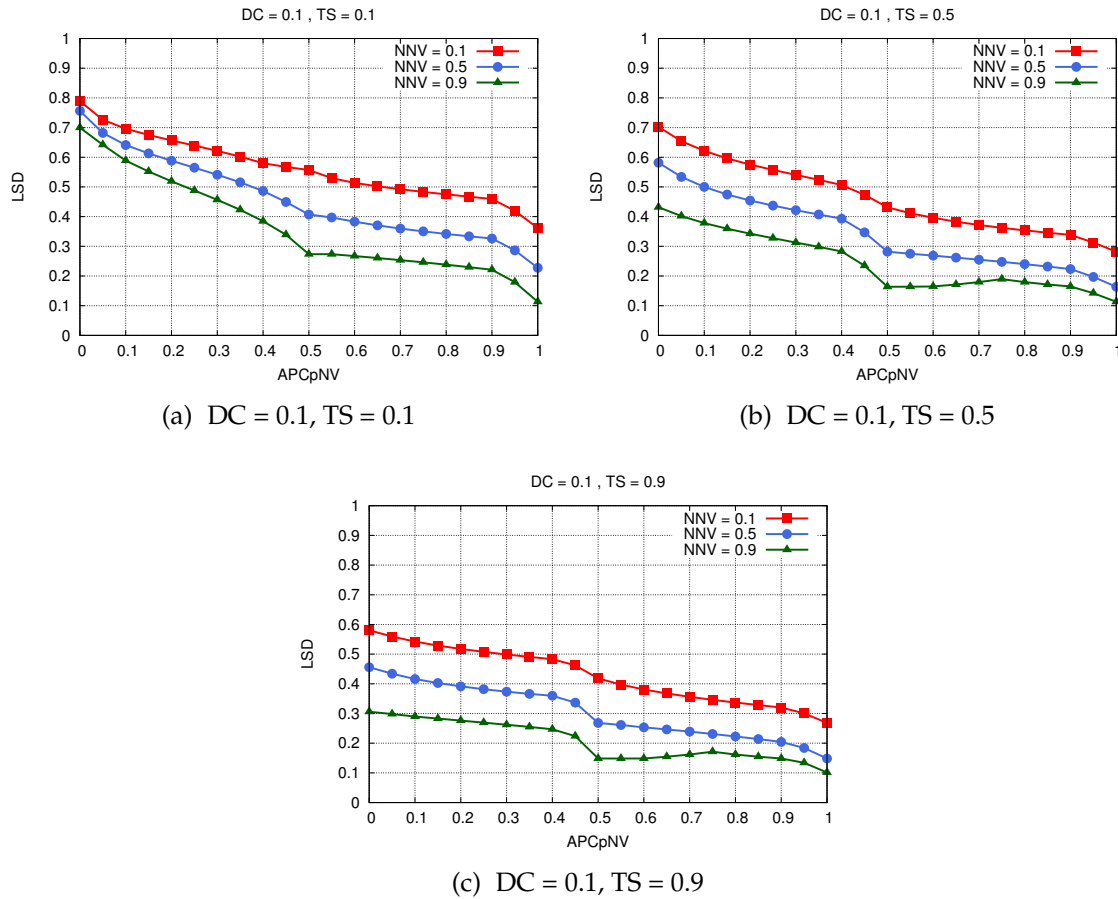 DC = 0.1 , TS = 0.1
LSD
1
0.9
0.8
0.7
0.6
0.5
0.4
0.3
0.2
0.1
0
NNV = 0.1
NNV = 0.5
NNV = 0.9
0 0.1 0.2 0.3 0.4 0.5 0.6 0.7 0.8 0.9 1
APCpNV
(a) DC = 0.1, TS = 0.1
DC = 0.1 , TS = 0.5
LSD
1
0.9
0.8
0.7
0.6
0.5
0.4
0.3
0.2
0.1
0
NNV = 0.1
NNV = 0.5
NNV = 0.9
0 0.1 0.2 0.3 0.4 0.5 0.6 0.7 0.8 0.9 1
APCpNV
(b) DC = 0.1, TS = 0.5
DC = 0.1 , TS = 0.9
LSD
1
0.9
0.8
0.7
0.6
0.5
0.4
0.3
0.2
0.1
0
NNV = 0.1
NNV = 0.5
NNV = 0.9
0 0.1 0.2 0.3 0.4 0.5 0.6 0.7 0.8 0.9 1
APCpNV
(c) DC = 0.1, TS = 0.9